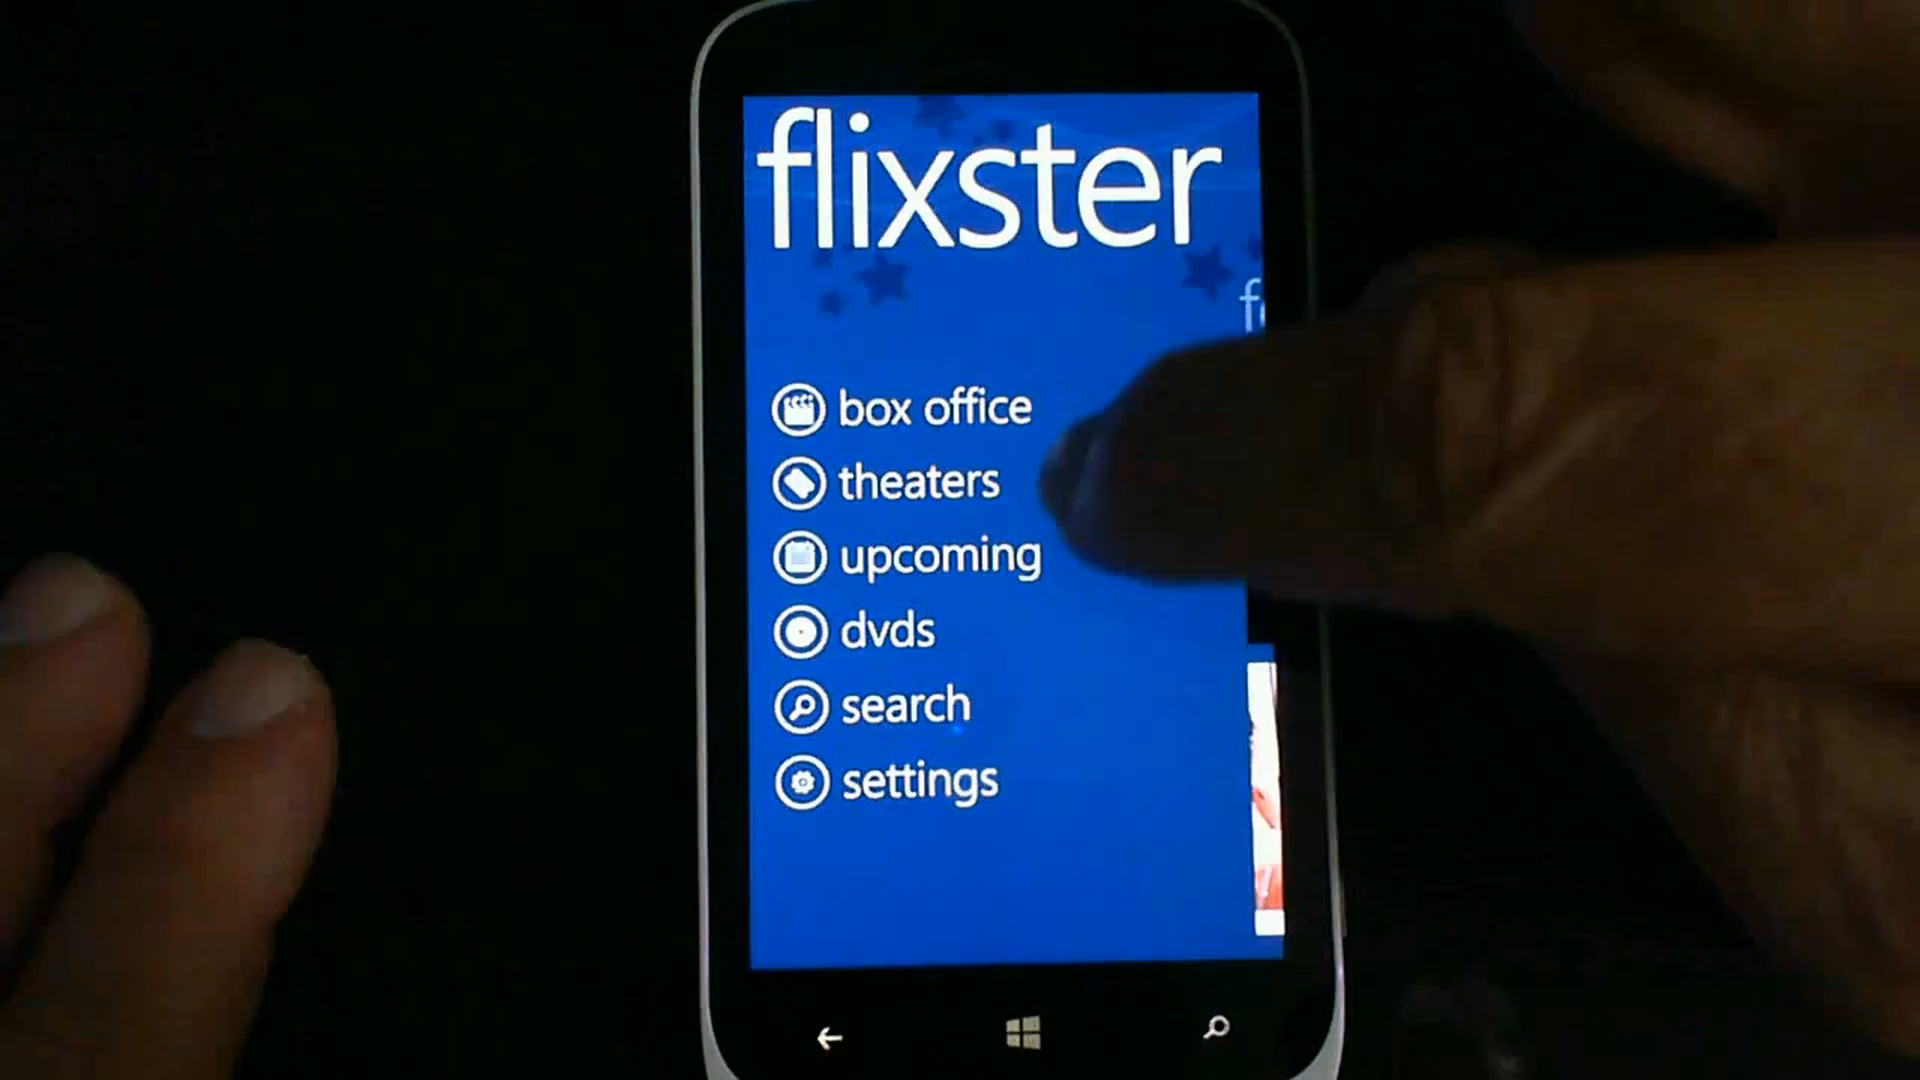 flixster
f
box office
theaters
upcoming
dvds
search
settings